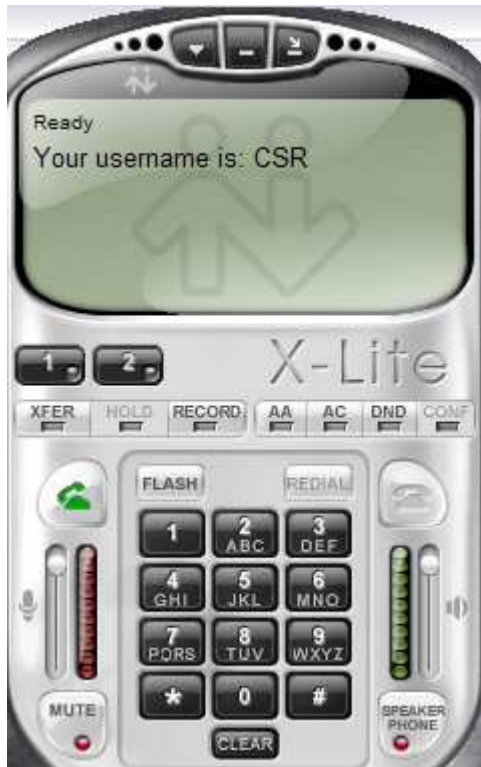 Ready
Your username is: CSR
X-Lite
1 2
XFER HOLD RECORD AA AC DND CONF
FLASH REDIAL
1 2 3
ABC DEF
4 5 6
GHI JKL MNO
7 8 9
PQRS TUV WXYZ
* 0 #
MUTE SPEAKER PHONE
CLEAR